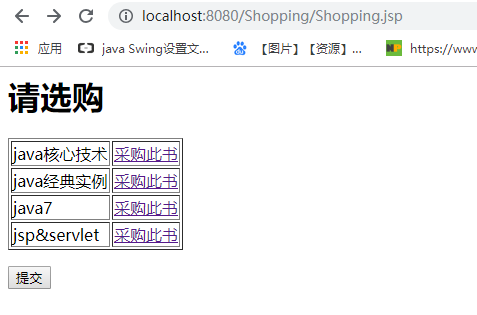 localhost:8080/Shopping/Shopping.jsp
java Swing设置文... 【图片】【资源】... https://www
请选购
java核心技术 采购此书
java经典实例 采购此书
java7 采购此书
jsp&servlet 采购此书
提交